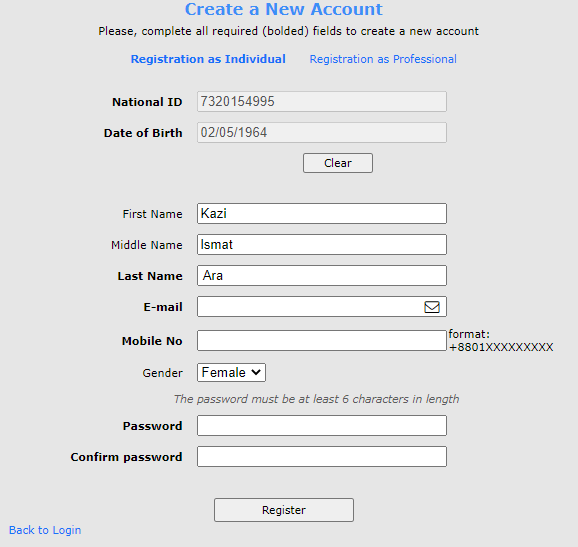 Create a New Account
Please, complete all required (bolded) fields to create a new account
Registration as Individual Registration as Professional
National ID 7320154995
Date of Birth 02/05/1964
Clear
First Name Kazi
Middle Name Ismat
Last Name Ara
E-mail
Mobile No format: +8801XXXXXXXXX
Gender Female
The password must be at least 6 characters in length
Password
Confirm password
Register
Back to Login